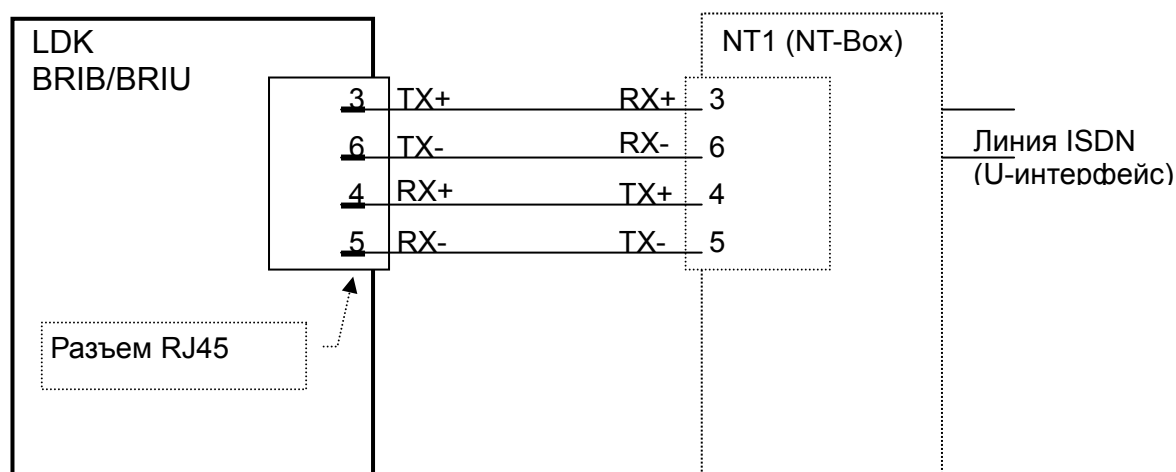 LDK
BRIB/BRIU
NT1 (NT-Box)
3 TX+ RX+ 3
6 TX- RX- 6
4 RX+ TX+ 4
5 RX- TX- 5
Линия ISDN
(U-интерфейс)
Разъем RJ45